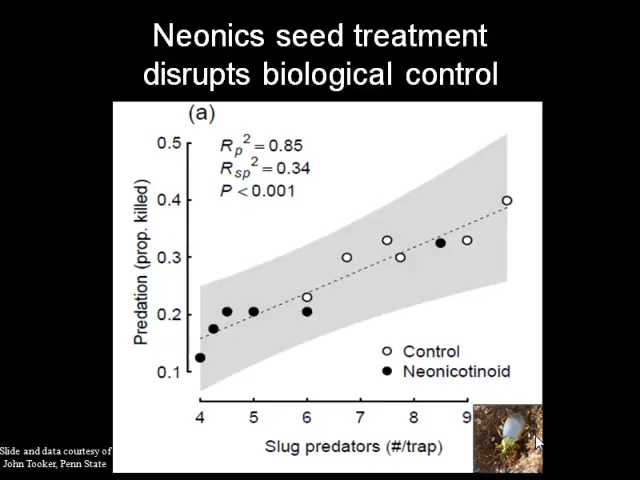 Neonics seed treatment
disrupts biological control
(a)
Rp² = 0.85
Rsp² = 0.34
P < 0.001
0.5
0.4
0.3
0.2
0.1
Predation (prop. killed)
Control
Neonicotinoid
4 5 6 7 8 9
Slug predators (#/trap)
Slide and data courtesy of
John Tooker, Penn State